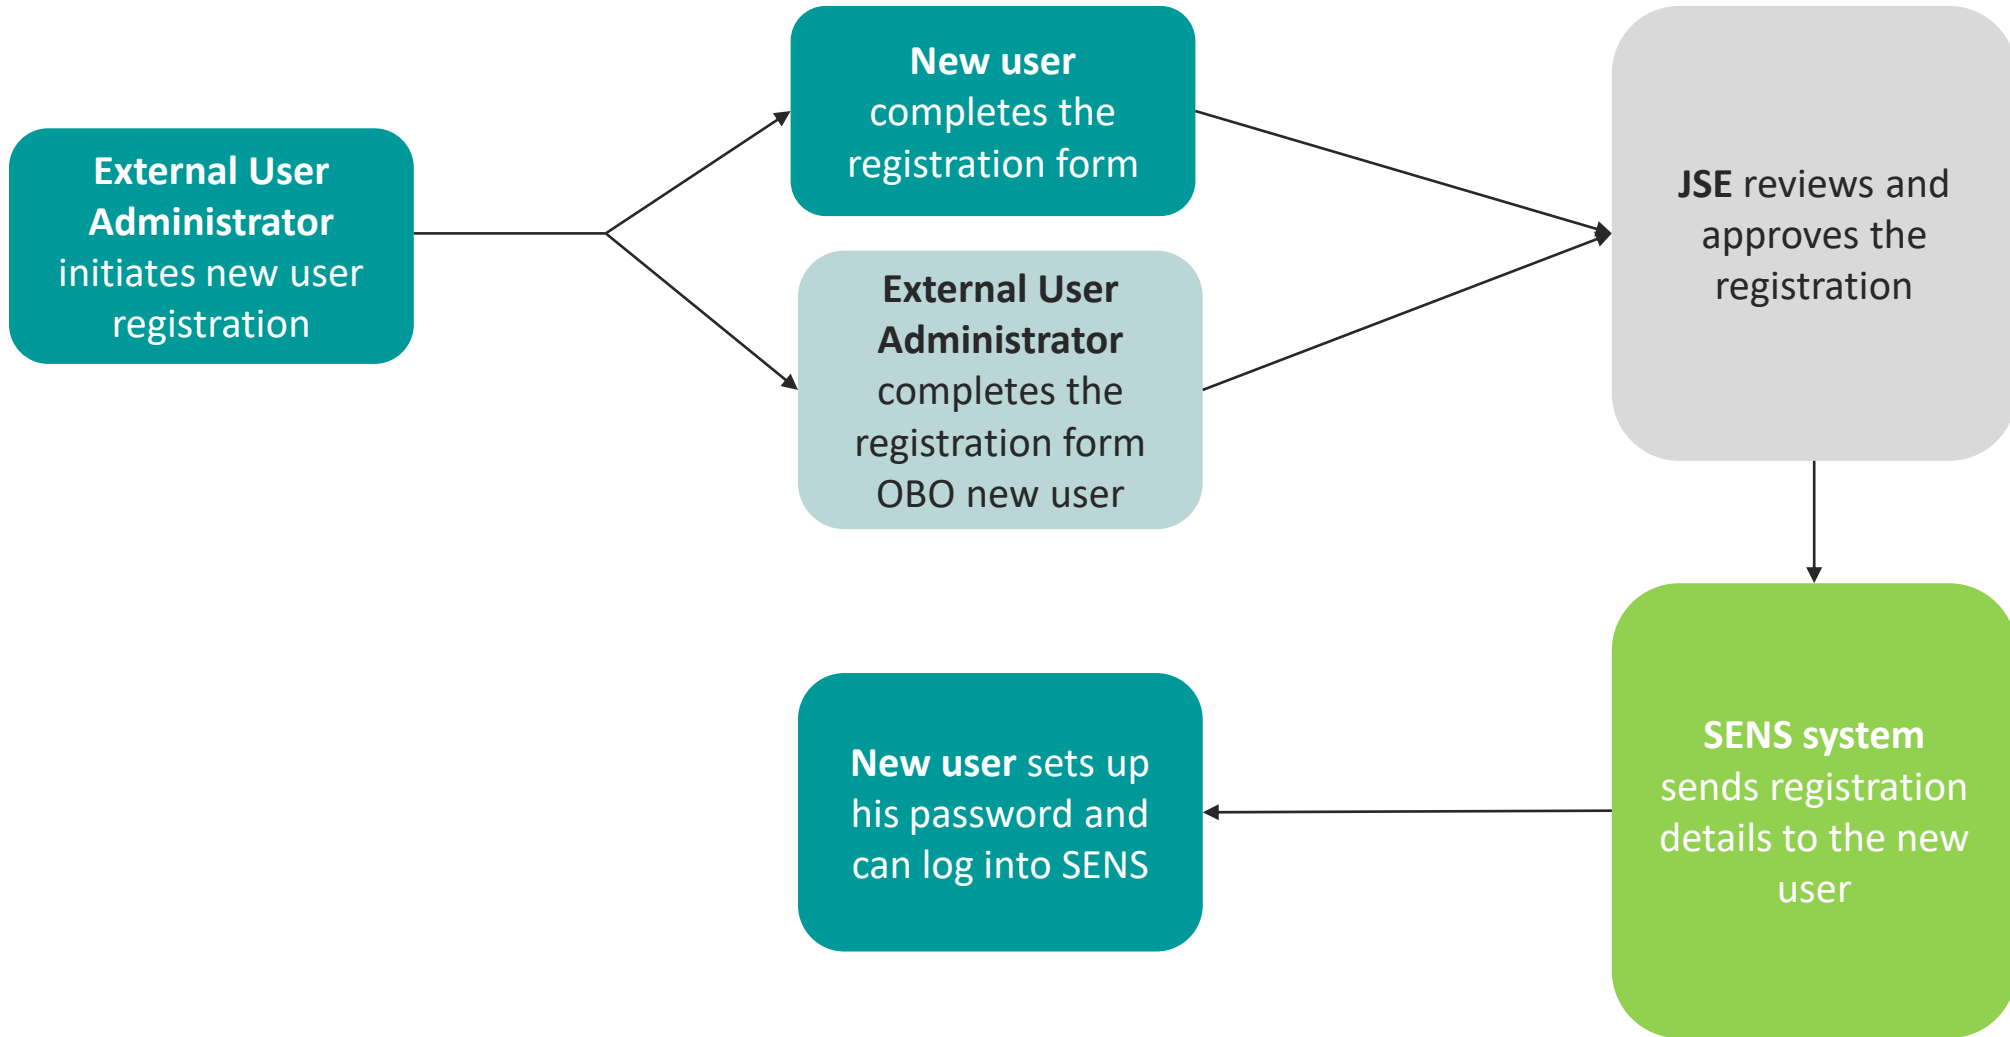 External User
Administrator
initiates new user
registration
New user
completes the
registration form
External User
Administrator
completes the
registration form
OBO new user
JSE reviews and
approves the
registration
SENS system
sends registration
details to the new
user
New user sets up
his password and
can log into SENS